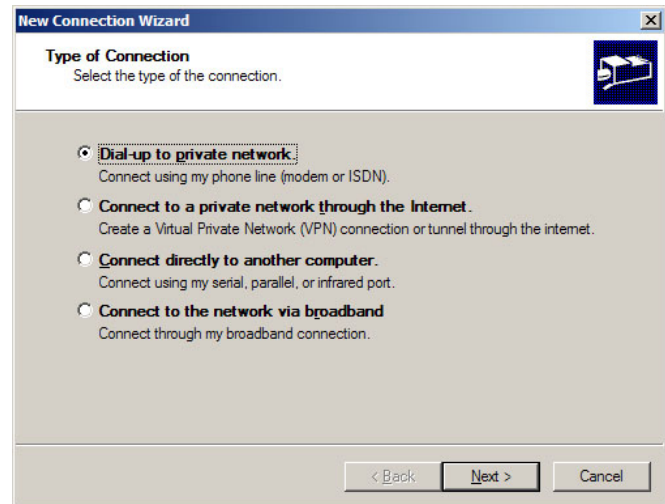 New Connection Wizard
Type of Connection
Select the type of the connection.
Dial-up to private network.
Connect using my phone line (modem or ISDN).
Connect to a private network through the Internet.
Create a Virtual Private Network (VPN) connection or tunnel through the internet.
Connect directly to another computer.
Connect using my serial, parallel, or infrared port.
Connect to the network via broadband
Connect through my broadband connection.
< Back
Next >
Cancel